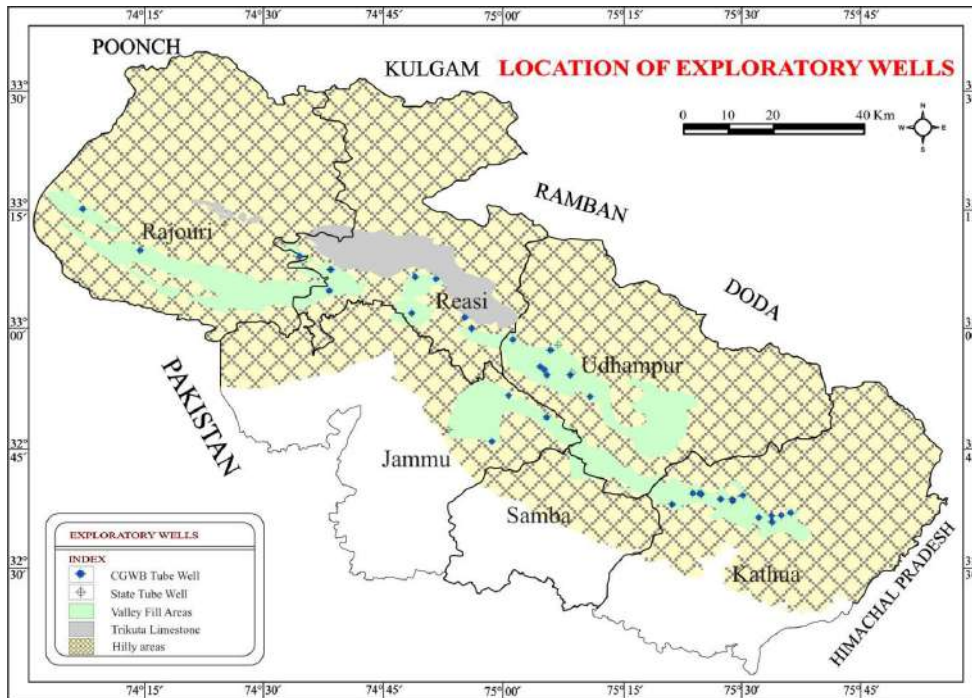 74°15' 74°30' 74°45' 75°00' 75°15' 75°30' 75°45'
POONCH
KULGAM
LOCATION OF EXPLORATORY WELLS
33° 30'
0 10 20 40 Km
N
W E
S
RAMBAN
33° 15'
Rajouri
DODA
Reasi
33° 00'
Udhampur
PAKISTAN
32° 45'
Jammu
Samba
32° 30'
Kathua
HIMACHAL PRADESH
EXPLORATORY WELLS
INDEX
CGWB Tube Well
State Tube Well
Valley Fill Areas
Trikuta Limestone
Hilly areas
74°15' 74°30' 74°45' 75°00' 75°15' 75°30' 75°45'